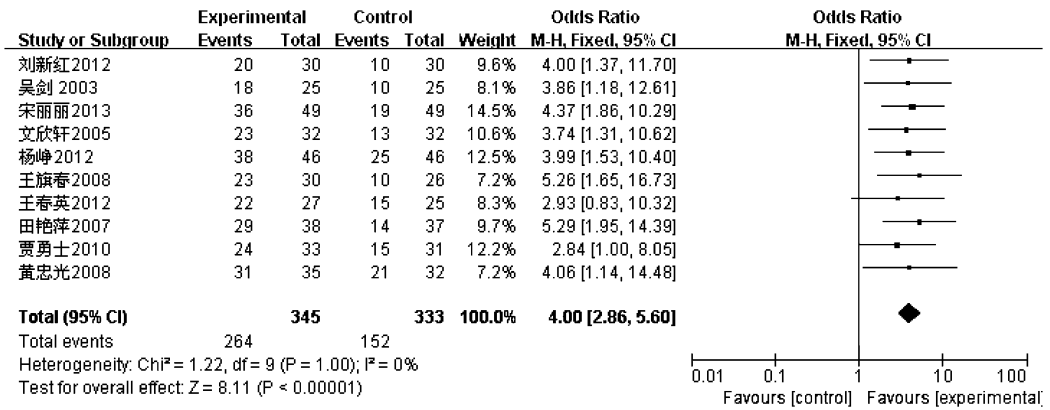 Experimental Control Odds Ratio Odds Ratio
Study or Subgroup Events Total Events Total Weight M-H, Fixed, 95% CI M-H, Fixed, 95% CI
刘新红2012 20 30 10 30 9.6% 4.00 [1.37, 11.70]
吴剑 2003 18 25 10 25 8.1% 3.86 [1.18, 12.61]
宋丽丽2013 36 49 19 49 14.5% 4.37 [1.86, 10.29]
文欣轩2005 23 32 13 32 10.6% 3.74 [1.31, 10.62]
杨峥2012 38 46 25 46 12.5% 3.99 [1.53, 10.40]
王旗春2008 23 30 10 26 7.2% 5.26 [1.65, 16.73]
王春英2012 22 27 15 25 8.3% 2.93 [0.83, 10.32]
田艳萍2007 29 38 14 37 9.7% 5.29 [1.95, 14.39]
贾勇士2010 24 33 15 31 12.2% 2.84 [1.00, 8.05]
黄忠光2008 31 35 21 32 7.2% 4.06 [1.14, 14.48]
Total (95% CI) 345 333 100.0% 4.00 [2.86, 5.60]
Total events 264 152
Heterogeneity: Chi² = 1.22, df = 9 (P = 1.00); I² = 0%
Test for overall effect: Z = 8.11 (P < 0.00001)
0.01 0.1 1 10 100
Favours [control] Favours [experimental]